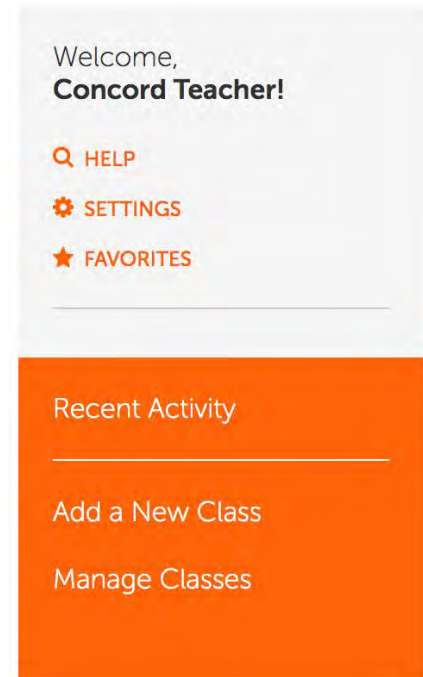 Welcome,
Concord Teacher!
HELP
SETTINGS
FAVORITES
Recent Activity
Add a New Class
Manage Classes